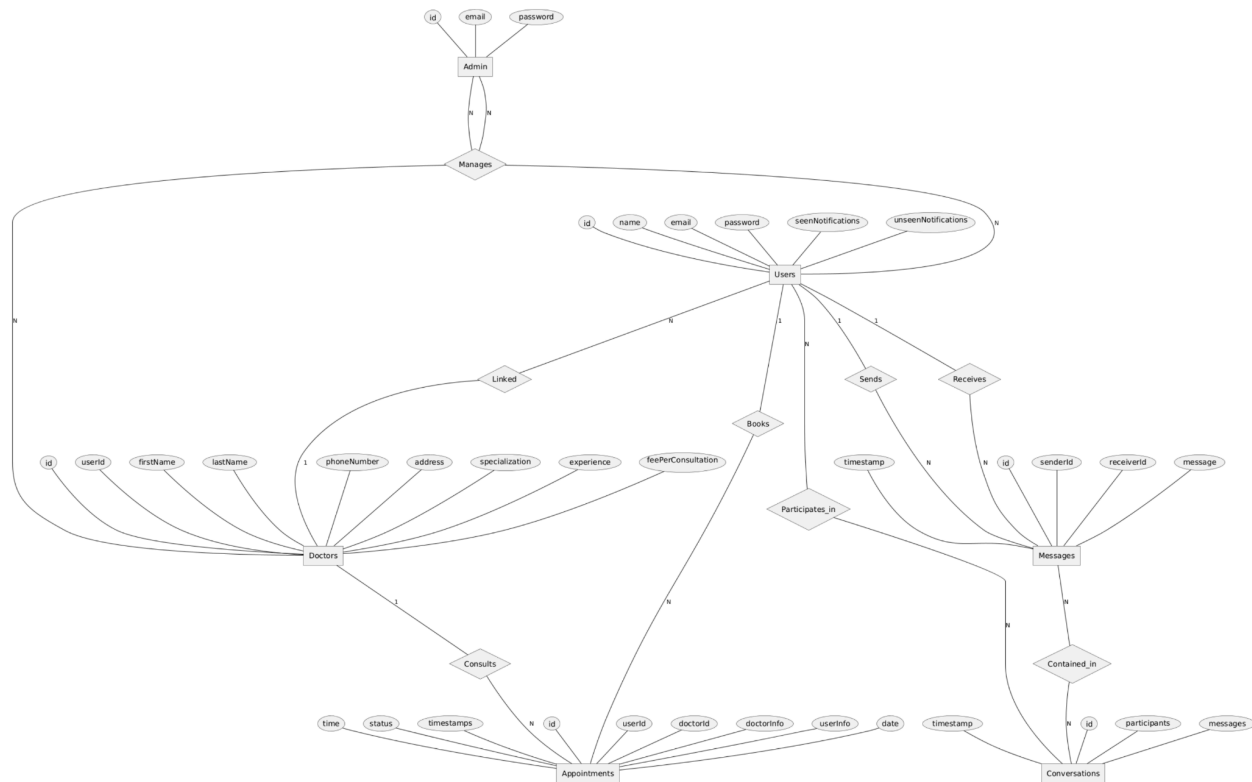 id
email
password
Admin
N
N
Manages
id
name
email
password
seenNotifications
unseenNotifications
N
Users
N
N
1
N
1
1
Linked
Sends
Receives
Books
1
id
userId
firstName
lastName
phoneNumber
address
specialization
experience
feePerConsultation
timestamp
N
N
id
senderId
receiverId
message
Participates_in
Doctors
Messages
1
N
N
N
Consults
Contained_in
time
status
timestamps
N
id
userId
doctorId
doctorInfo
userInfo
date
timestamp
N
id
participants
messages
Appointments
Conversations